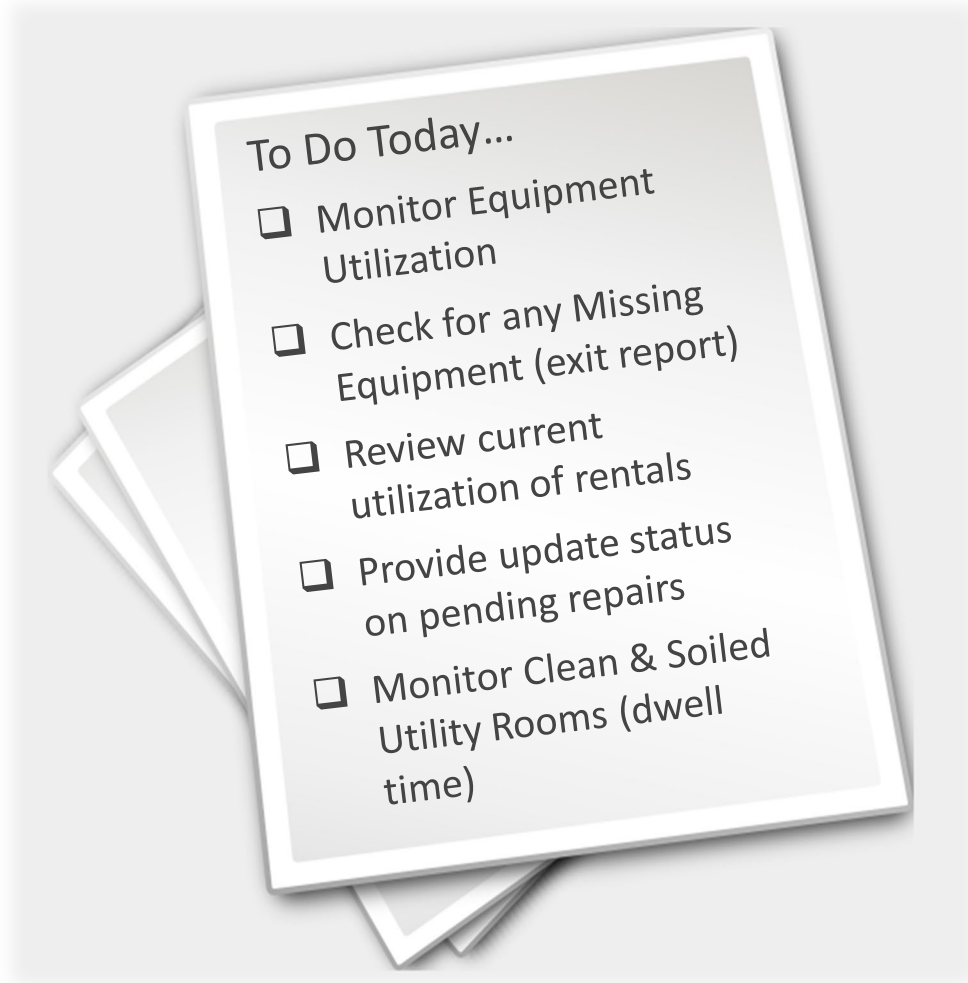 To Do Today...
❑ Monitor Equipment
Utilization
❑ Check for any Missing
Equipment (exit report)
❑ Review current
utilization of rentals
❑ Provide update status
on pending repairs
❑ Monitor Clean & Soiled
Utility Rooms (dwell
time)